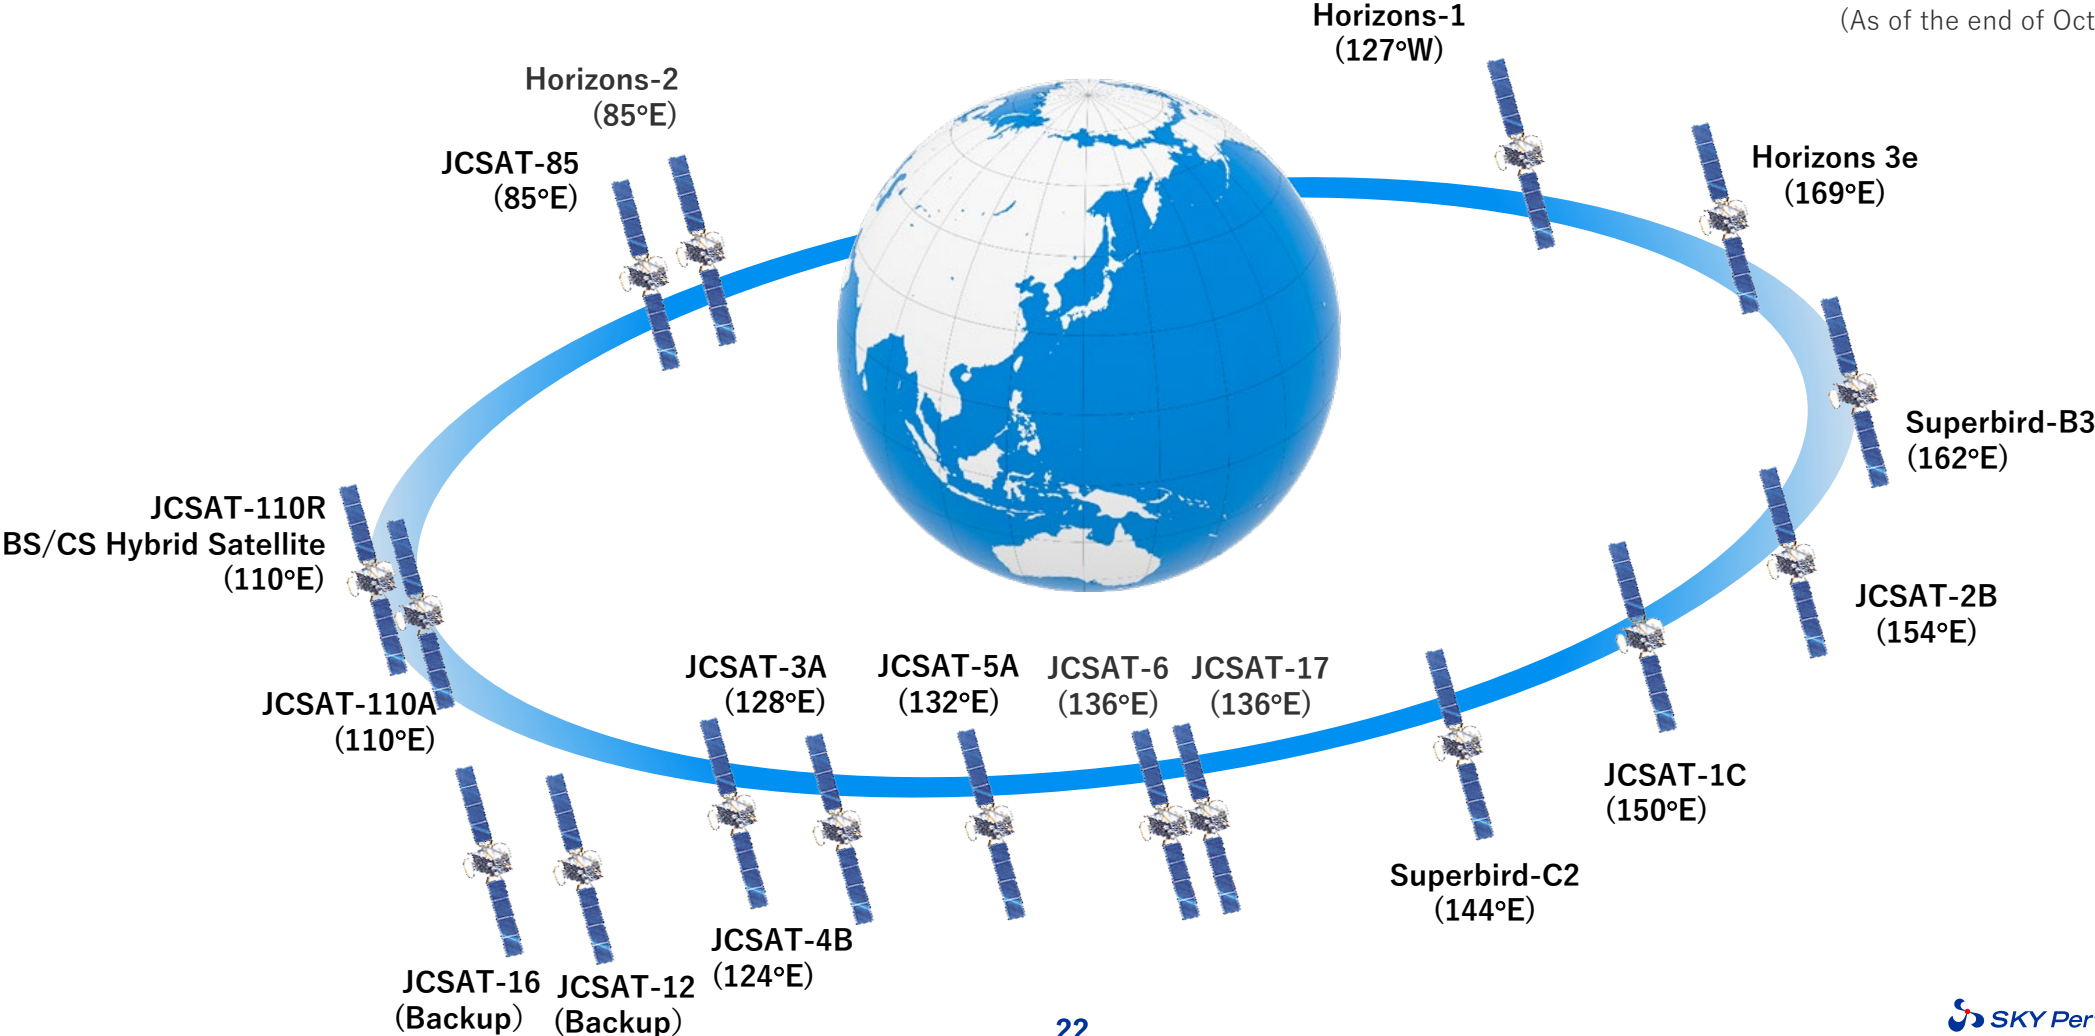 Horizons-1
(127°W)
(As of the end of Oct
Horizons-2
(85°E)
JCSAT-85
(85°E)
Horizons 3e
(169°E)
Superbird-B3
(162°E)
JCSAT-110R
BS/CS Hybrid Satellite
(110°E)
JCSAT-2B
(154°E)
JCSAT-110A
(110°E)
JCSAT-3A
(128°E)
JCSAT-5A
(132°E)
JCSAT-6
(136°E)
JCSAT-17
(136°E)
JCSAT-1C
(150°E)
Superbird-C2
(144°E)
JCSAT-4B
(124°E)
JCSAT-16
(Backup)
JCSAT-12
(Backup)
22
SKY Per